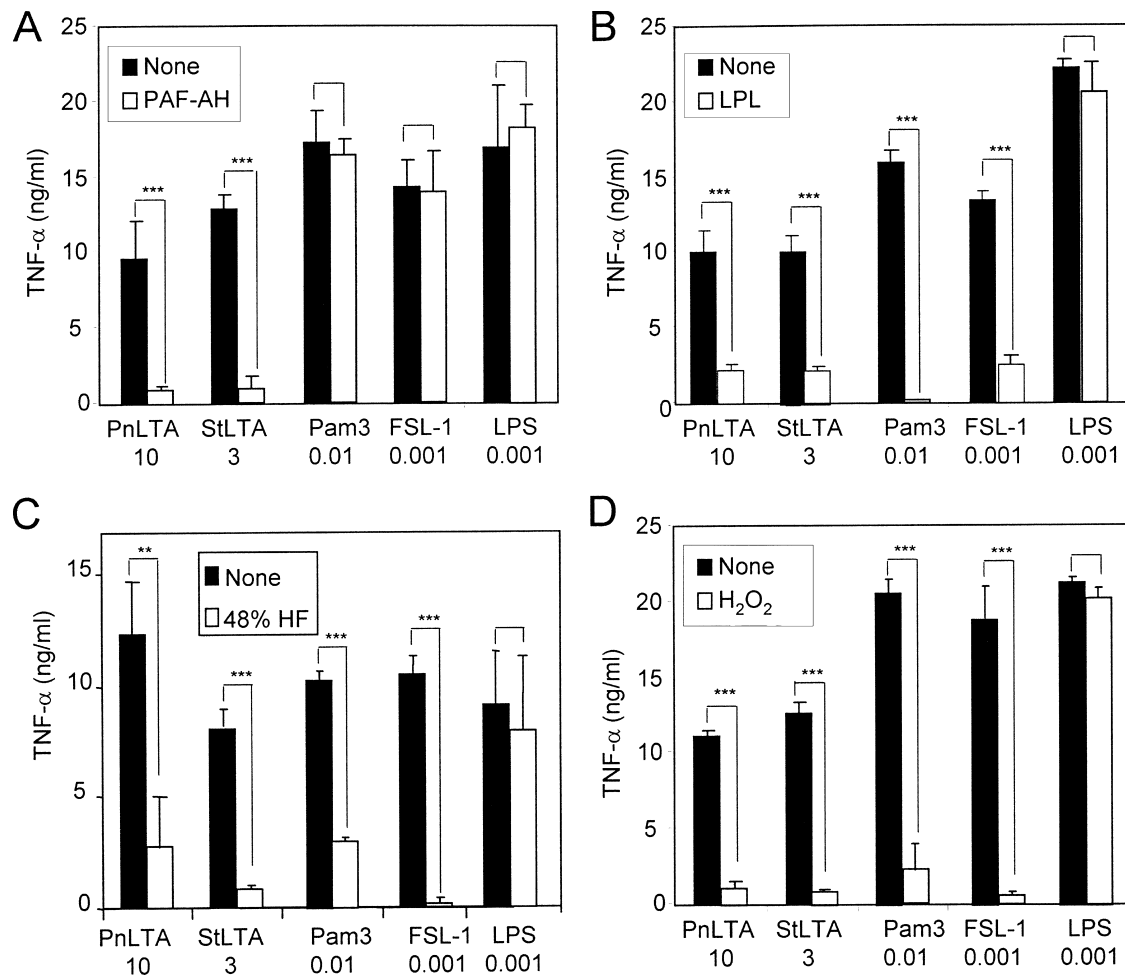 A
25
20
15
10
5
0
TNF-α (ng/ml)
None
PAF-AH
***
***
PnLTA StLTA Pam3 FSL-1 LPS
10 3 0.01 0.001 0.001
B
25
20
15
10
5
0
TNF-α (ng/ml)
None
LPL
***
***
***
***
PnLTA StLTA Pam3 FSL-1 LPS
10 3 0.01 0.001 0.001
C
15
10
5
0
TNF-α (ng/ml)
None
48% HF
**
***
***
***
PnLTA StLTA Pam3 FSL-1 LPS
10 3 0.01 0.001 0.001
D
25
20
15
10
5
0
TNF-α (ng/ml)
None
H₂O₂
***
***
***
***
PnLTA StLTA Pam3 FSL-1 LPS
10 3 0.01 0.001 0.001